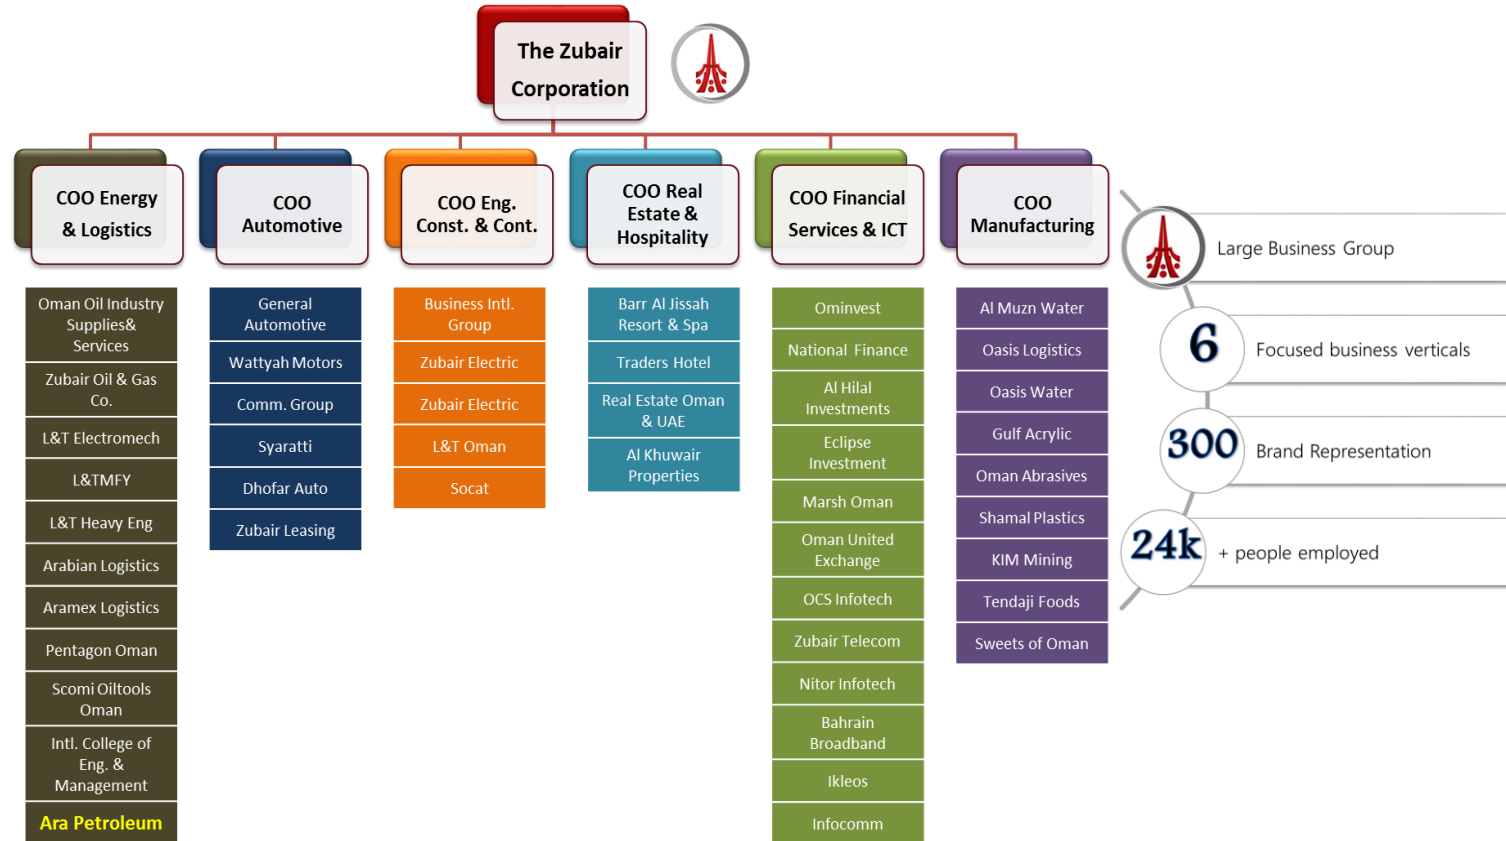 The Zubair
Corporation
COO Energy
& Logistics
Oman Oil Industry
Supplies&
Services
Zubair Oil & Gas
Co.
L&T Electromech
L&TMFY
L&T Heavy Eng
Arabian Logistics
Aramex Logistics
Pentagon Oman
Scomi Oiltools
Oman
Intl. College of
Eng. &
Management
Ara Petroleum
COO
Automotive
General
Automotive
Wattyah Motors
Comm. Group
Syaratti
Dhofar Auto
Zubair Leasing
COO Eng.
Const. & Cont.
Business Intl.
Group
Zubair Electric
Zubair Electric
L&T Oman
Socat
COO Real
Estate &
Hospitality
Barr Al Jissah
Resort & Spa
Traders Hotel
Real Estate Oman
& UAE
Al Khuwair
Properties
COO Financial
Services & ICT
Ominvest
National Finance
Al Hilal
Investments
Eclipse
Investment
Marsh Oman
Oman United
Exchange
OCS Infotech
Zubair Telecom
Nitor Infotech
Bahrain
Broadband
Ikleos
Infocomm
COO
Manufacturing
Al Muzn Water
Oasis Logistics
Oasis Water
Gulf Acrylic
Oman Abrasives
Shamal Plastics
KIM Mining
Tendaji Foods
Sweets of Oman
Large Business Group
6 Focused business verticals
300 Brand Representation
24k + people employed